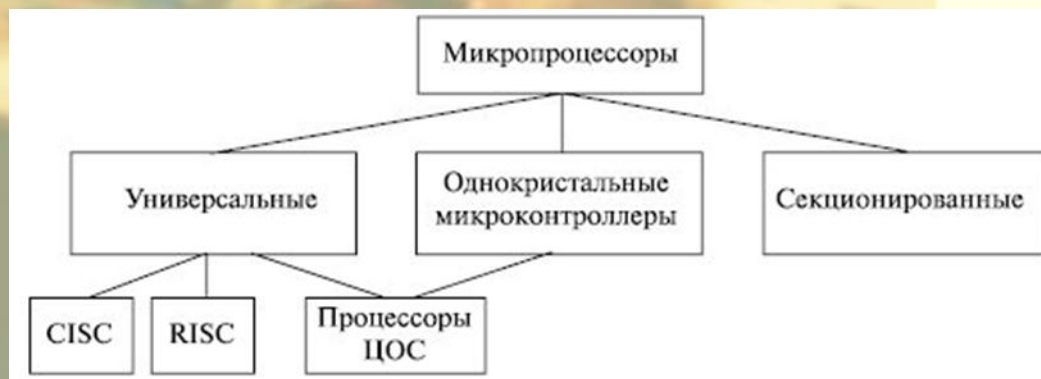 Микропроцессоры
Универсальные
Однокристальные
микроконтроллеры
Секционированные
CISC
RISC
Процессоры
ЦОС